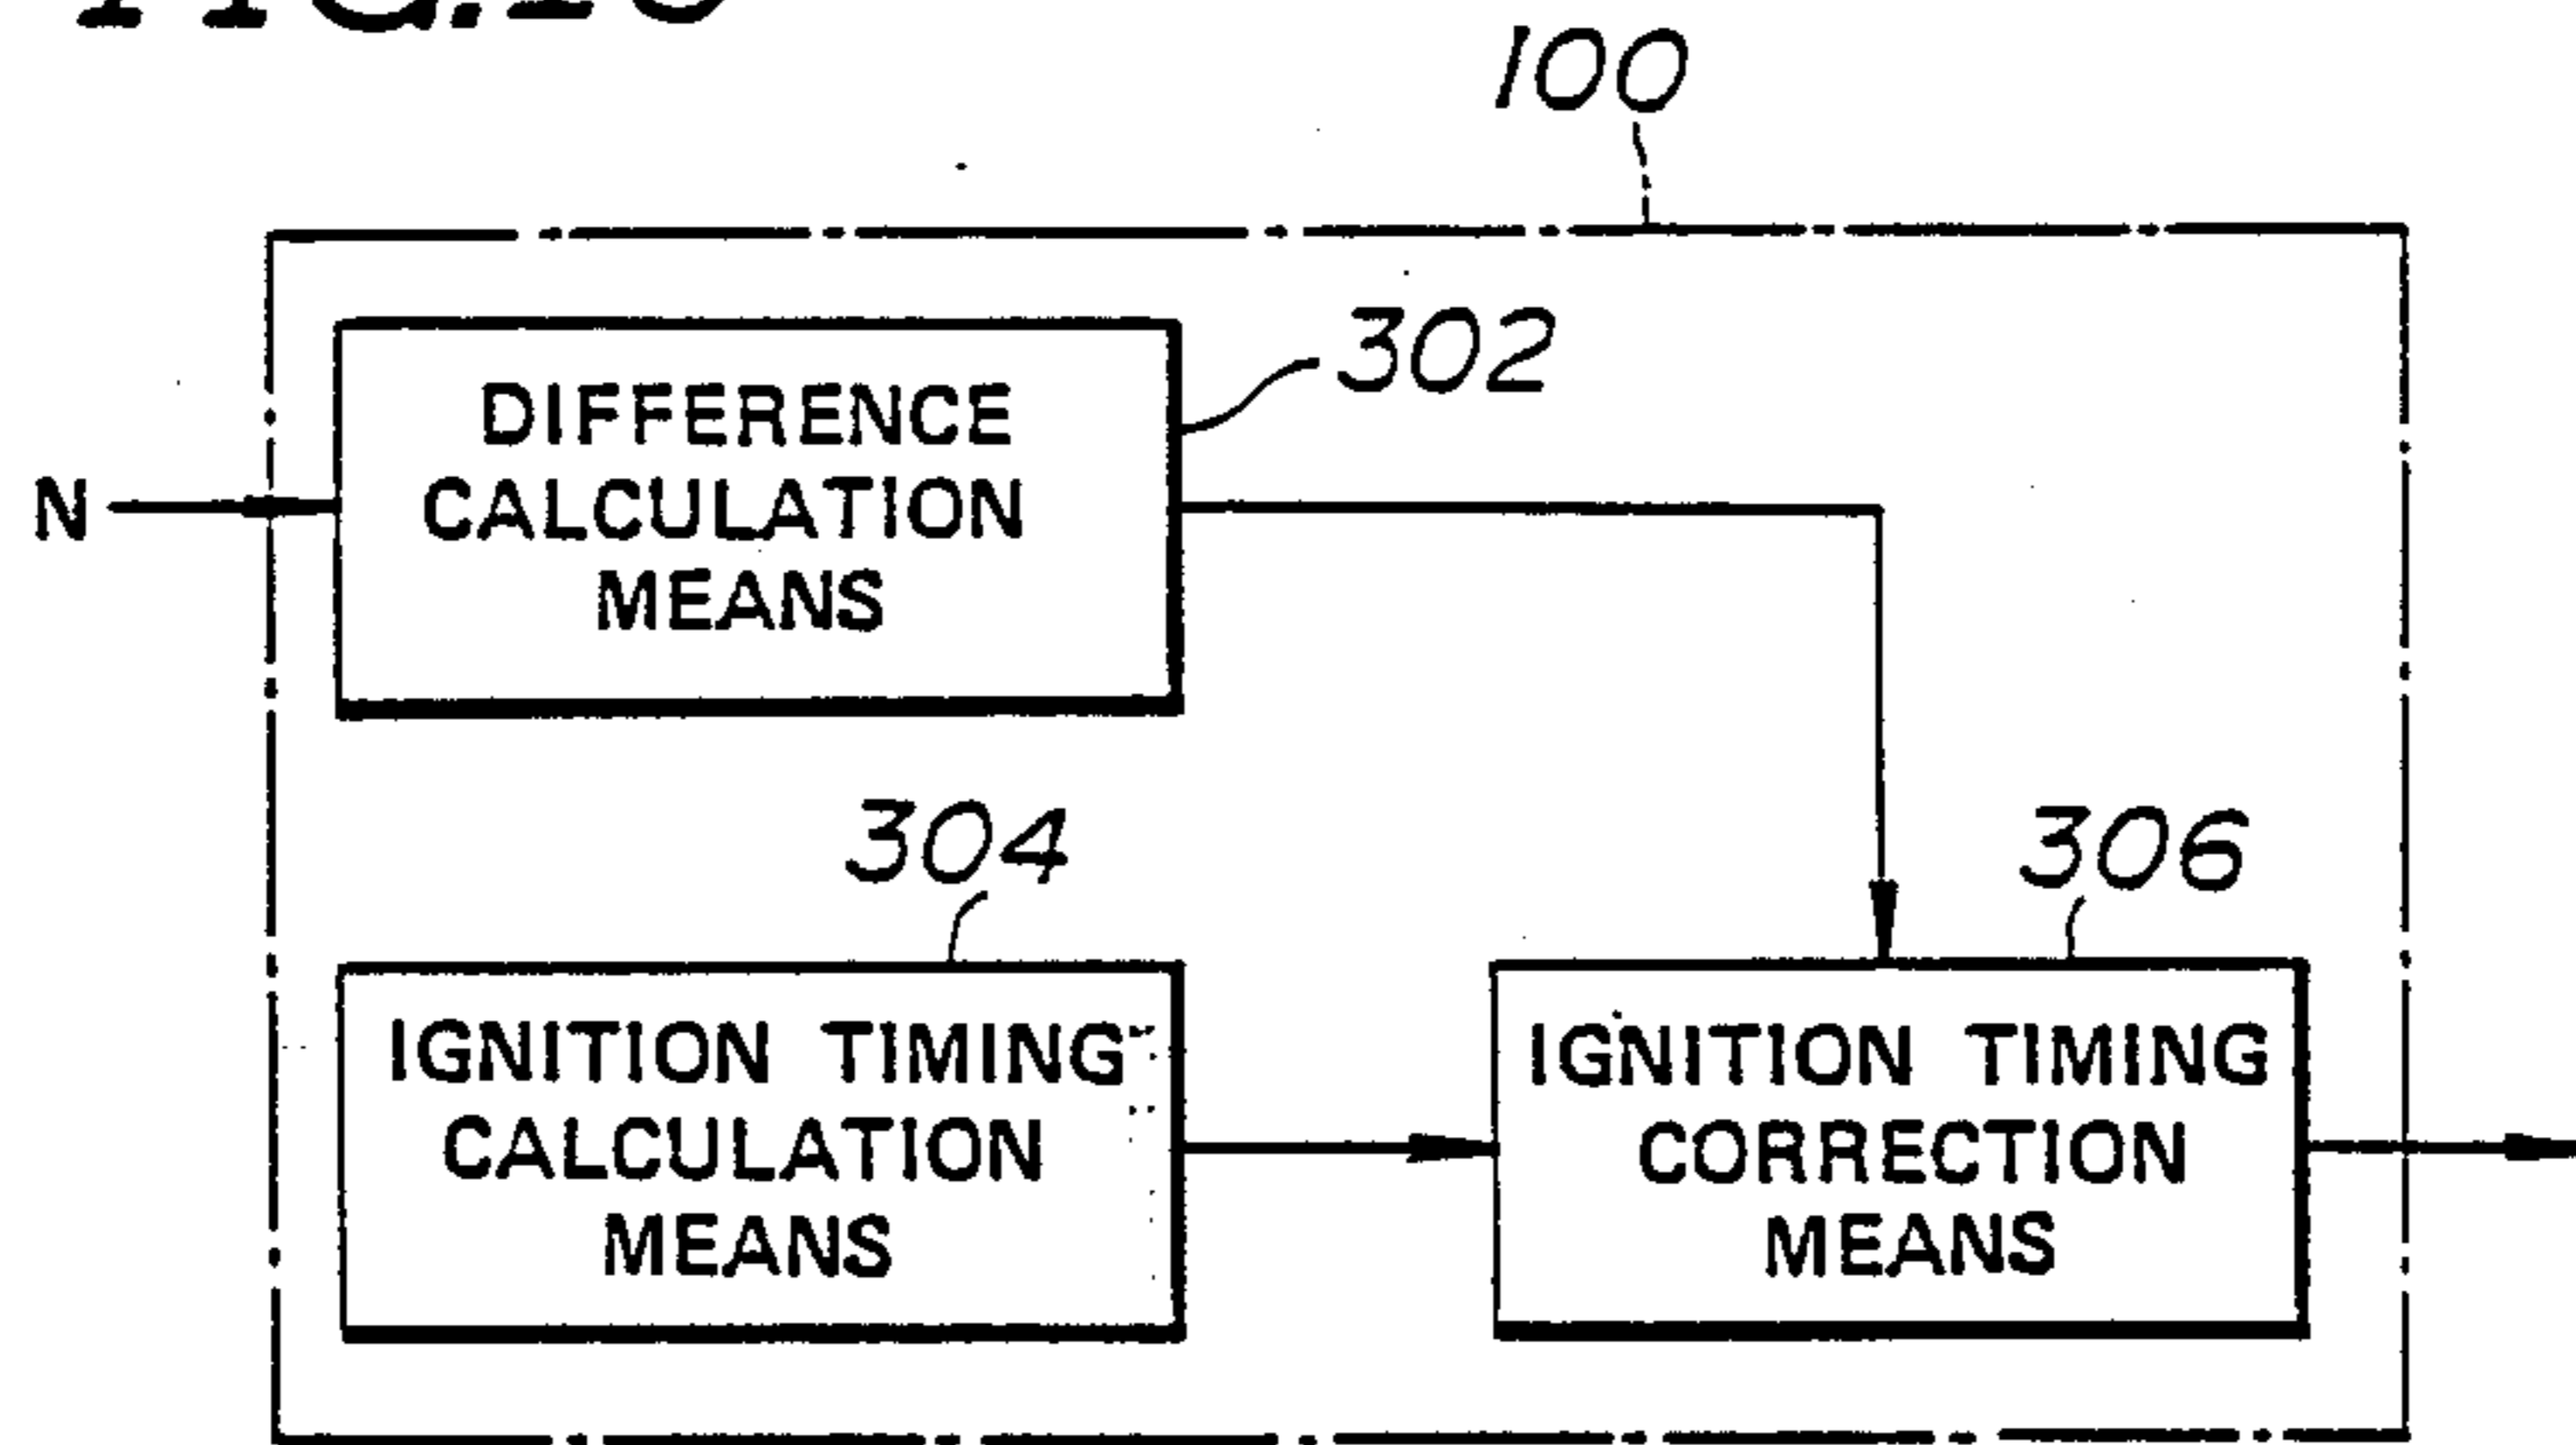 100
302
DIFFERENCE
CALCULATION
MEANS
N
304
306
IGNITION TIMING
CALCULATION
MEANS
IGNITION TIMING
CORRECTION
MEANS